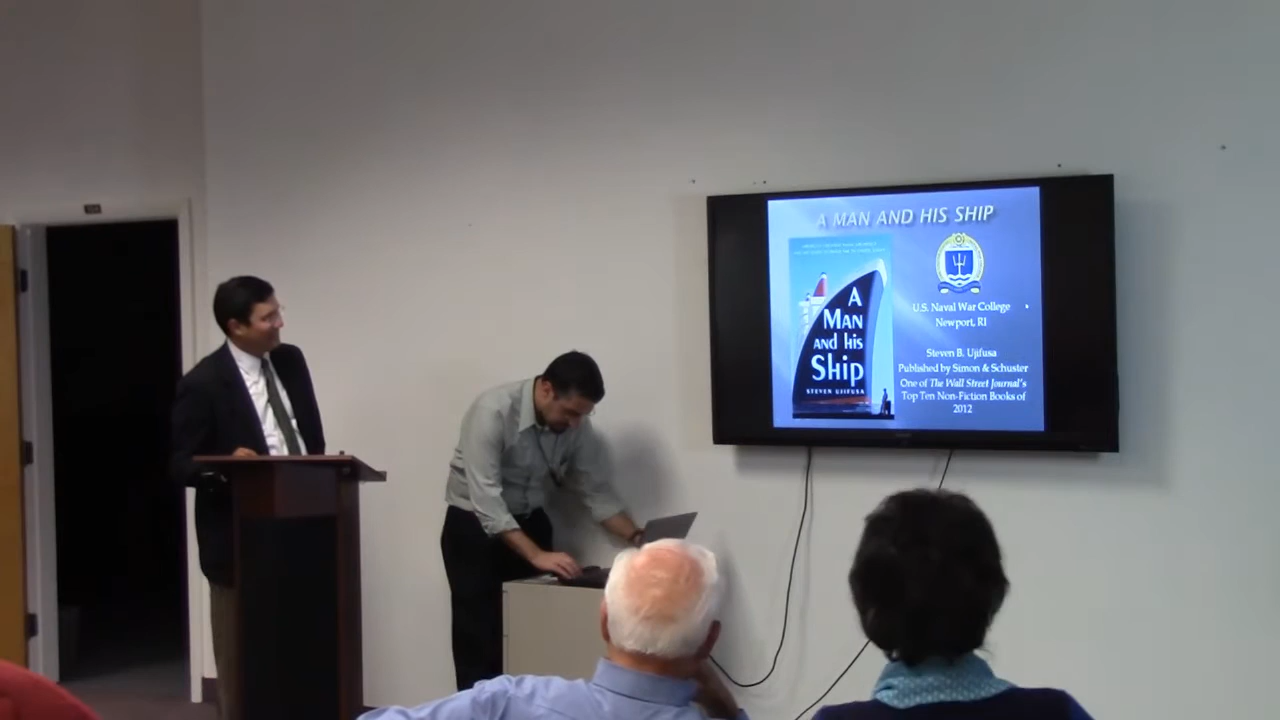 A MAN AND HIS SHIP
A
MAN
AND his
Ship
STEVEN UJIFUSA
U.S. Naval War College
Newport, RI
Steven B. Ujifusa
Published by Simon & Schuster
One of The Wall Street Journal's
Top Ten Non-Fiction Books of
2012